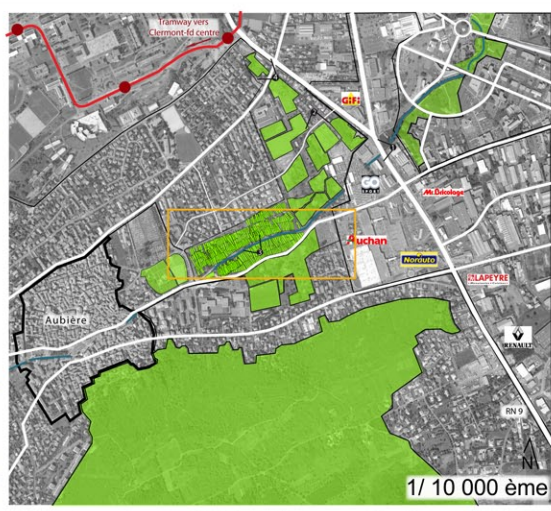 Tramway vers
Clermont-fd centre
GiFi
GO
Mr.Bricolage
Auchan
Norauto
LAPEYRE
Aubière
RENAULT
RN 9
N
1/ 10 000 ème